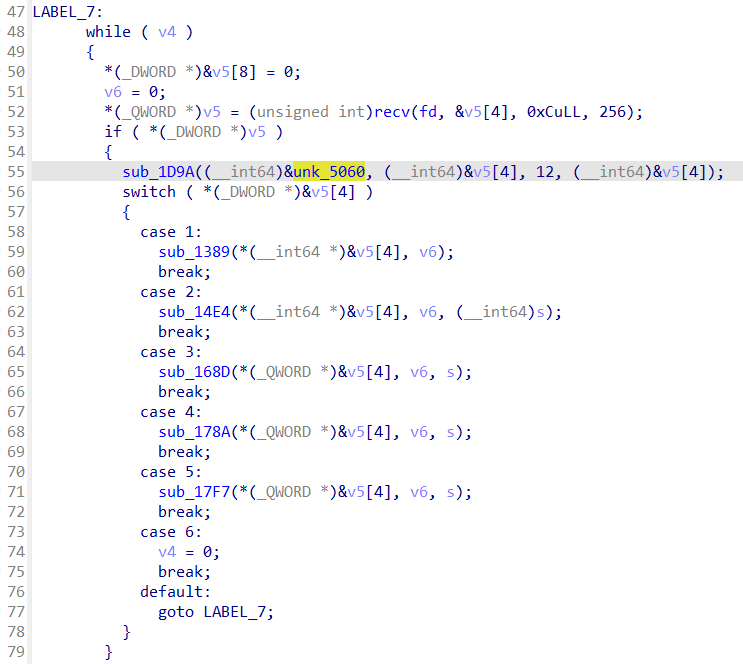 47 LABEL_7:
48 while ( v4 )
49 {
50 *(_DWORD *)&v5[8] = 0;
51 v6 = 0;
52 *(_QWORD *)v5 = (unsigned int)recv(fd, &v5[4], 0xCuLL, 256);
53 if ( *(_DWORD *)v5 )
54 {
55 sub_1D9A((__int64)&unk_5060, (__int64)&v5[4], 12, (__int64)&v5[4]);
56 switch ( *(_DWORD *)&v5[4] )
57 {
58 case 1:
59 sub_1389(*(__int64 *)&v5[4], v6);
60 break;
61 case 2:
62 sub_14E4(*(__int64 *)&v5[4], v6, (__int64)s);
63 break;
64 case 3:
65 sub_168D(*(_QWORD *)&v5[4], v6, s);
66 break;
67 case 4:
68 sub_178A(*(_QWORD *)&v5[4], v6, s);
69 break;
70 case 5:
71 sub_17F7(*(_QWORD *)&v5[4], v6, s);
72 break;
73 case 6:
74 v4 = 0;
75 break;
76 default:
77 goto LABEL_7;
78 }
79 }